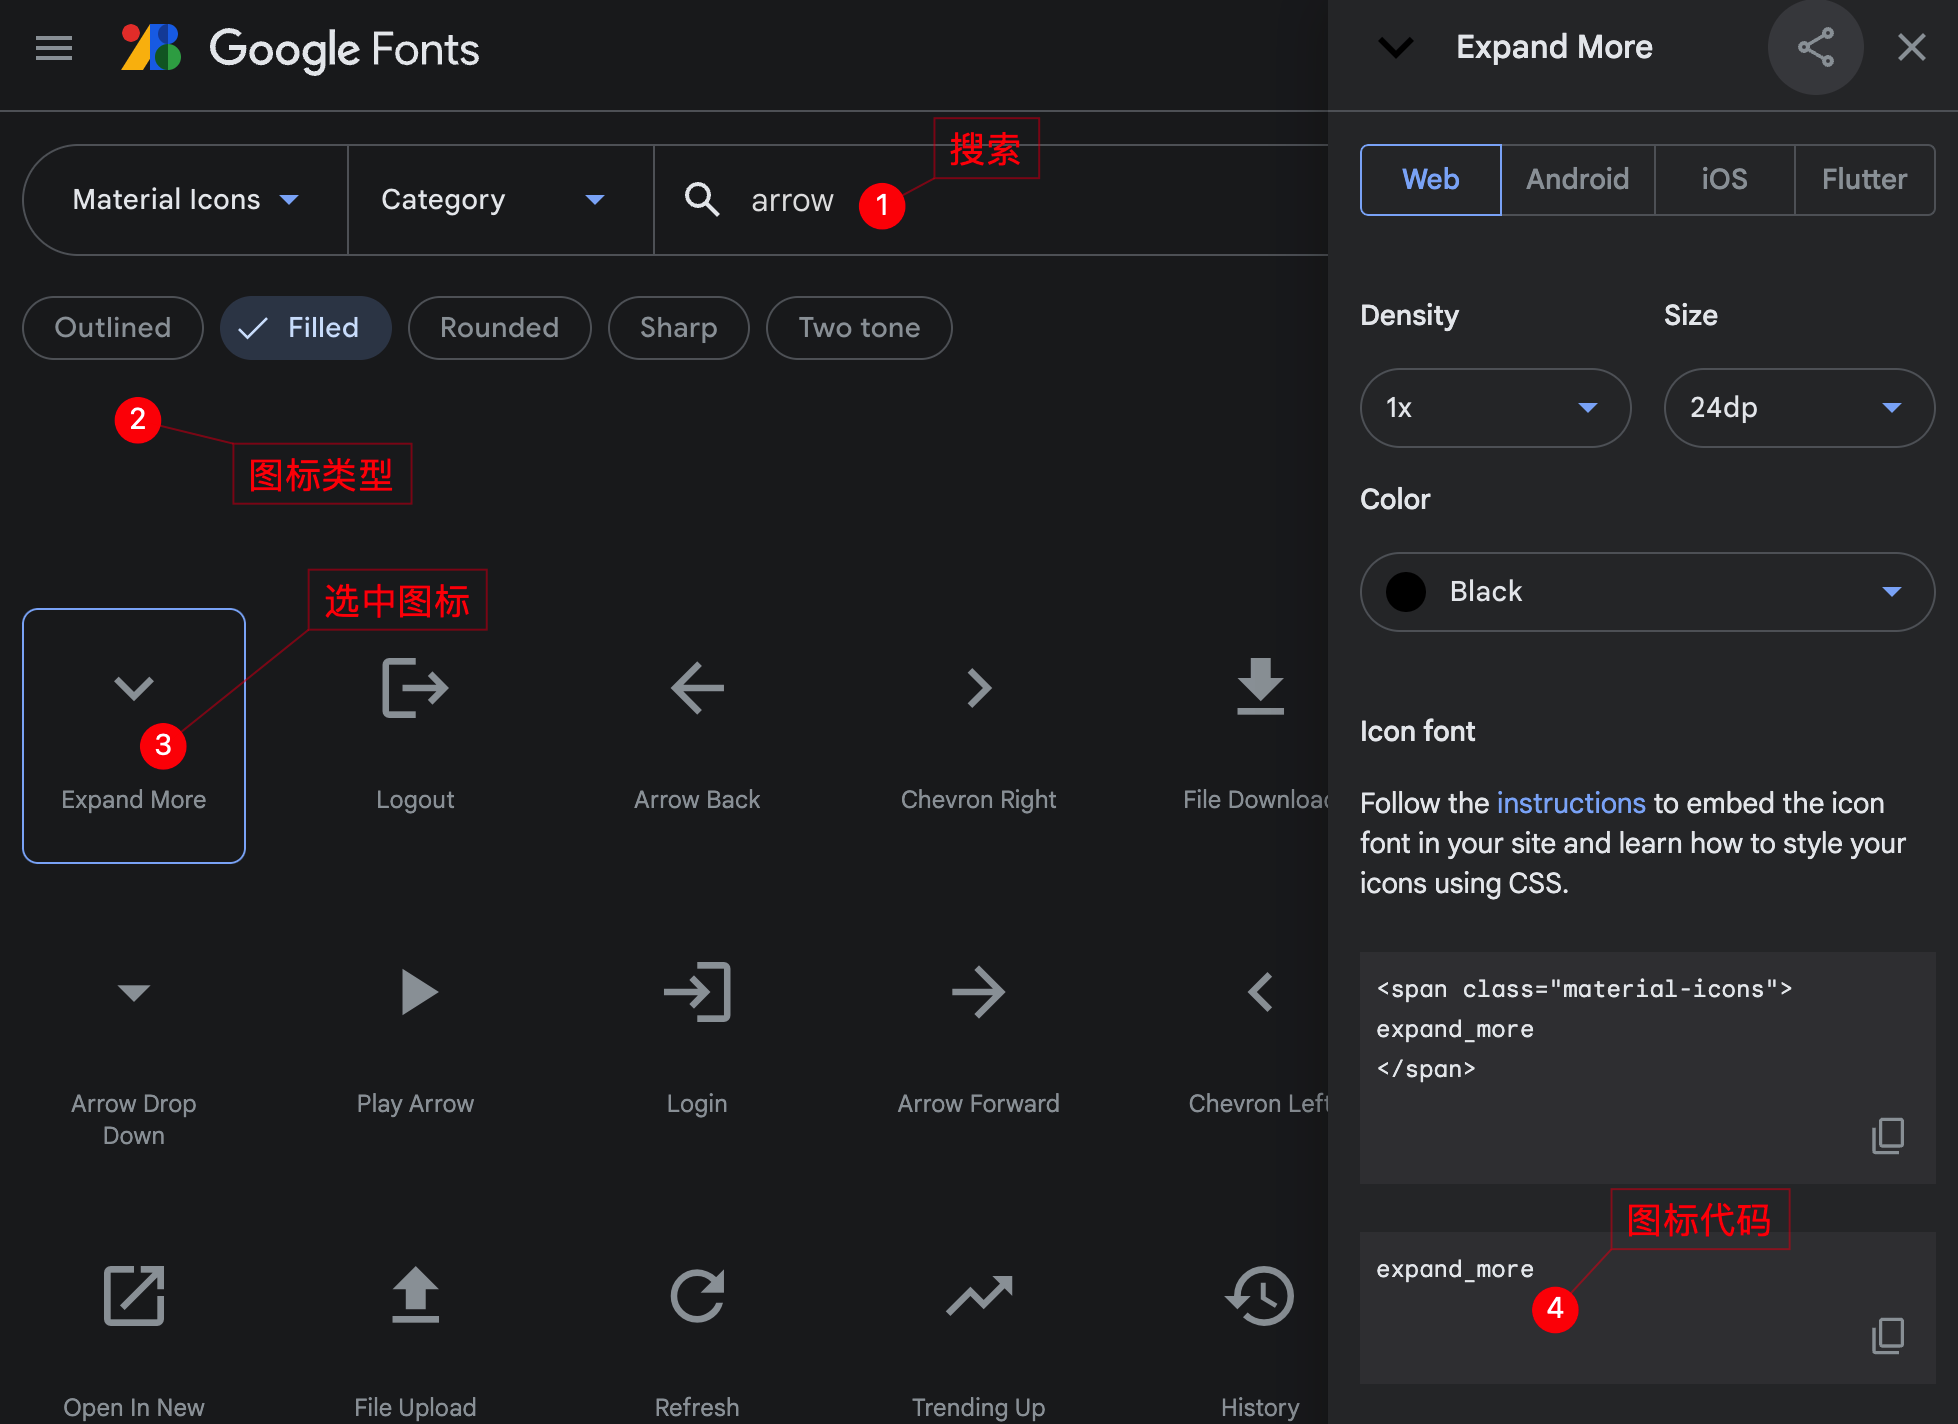 Google Fonts
Expand More
搜索
Material Icons
Category
arrow
1
Web
Android
iOS
Flutter
Outlined
Filled
Rounded
Sharp
Two tone
2
图标类型
Density
Size
1x
24dp
Color
Black
选中图标
3
Expand More
Logout
Arrow Back
Chevron Right
File Download
Icon font
Follow the instructions to embed the icon
font in your site and learn how to style your
icons using CSS.
<span class="material-icons">
expand_more
</span>
Arrow Drop
Down
Play Arrow
Login
Arrow Forward
Chevron Left
图标代码
expand_more
4
Open In New
File Upload
Refresh
Trending Up
History